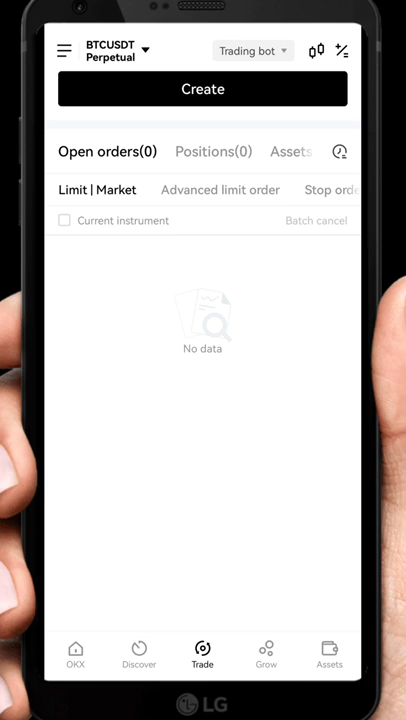 BTCUSDT
Perpetual
Trading bot
Create
Open orders(0) Positions(0) Assets
Limit | Market Advanced limit order Stop orde
Current instrument Batch cancel
No data
OKX Discover Trade Grow Assets
LG